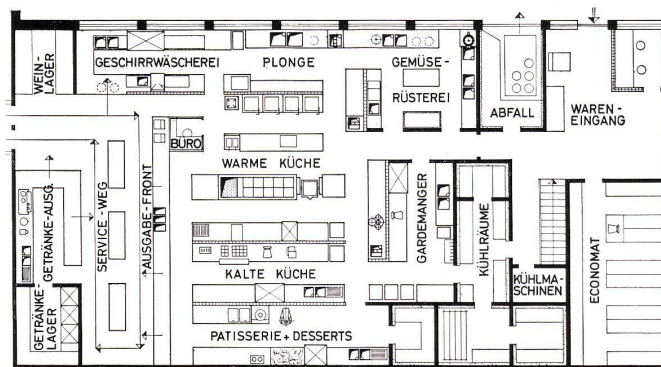 WEIN-
LAGER
GESCHIRRWÄSCHEREI
PLONGE
GEMÜSE-
RÜSTEREI
ABFALL
WAREN-
EINGANG
BÜRO
WARME KÜCHE
GETRÄNKE-AUSG.
SERVICE-WEG
AUSGABE-FRONT
GARDEMANGER
KÜHLRÄUME
KÜHLMA-
SCHINEN
ECONOMAT
KALTE KÜCHE
GETRÄNKE-
LAGER
PATISSERIE + DESSERTS